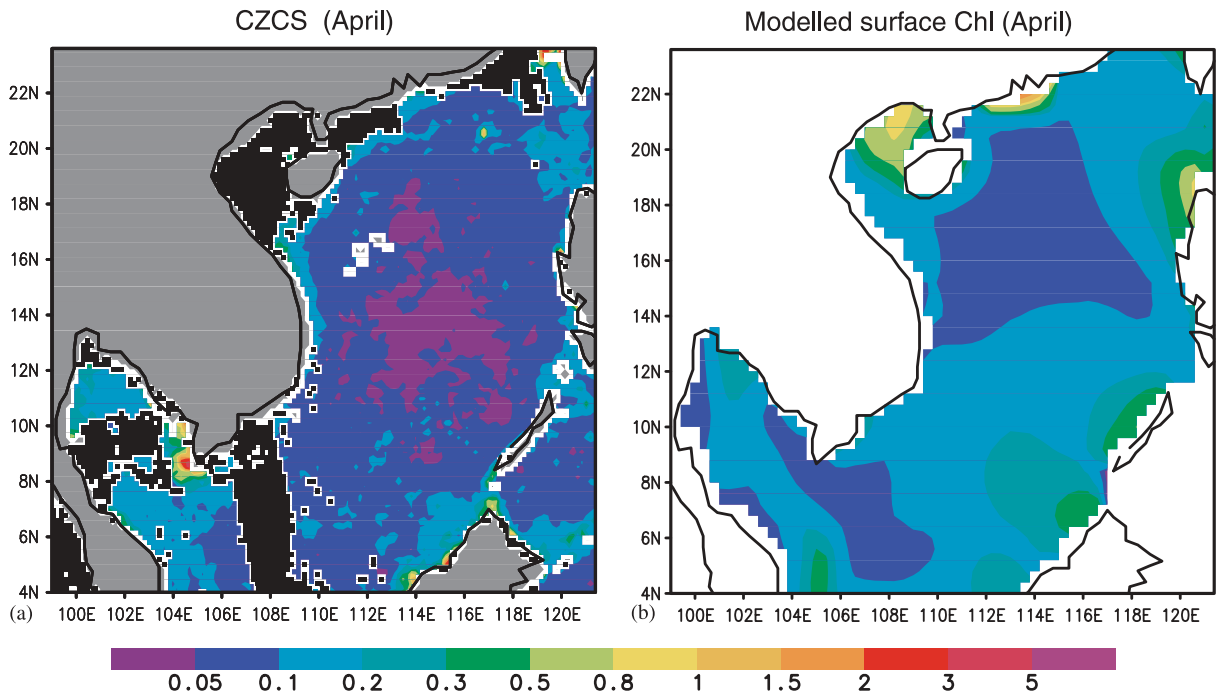 CZCS (April)
Modelled surface Chl (April)
22N
20N
18N
16N
14N
12N
10N
8N
6N
4N
(a)
100E 102E 104E 106E 108E 110E 112E 114E 116E 118E 120E
22N
20N
18N
16N
14N
12N
10N
8N
6N
4N
(b)
100E 102E 104E 106E 108E 110E 112E 114E 116E 118E 120E
0.05 0.1 0.2 0.3 0.5 0.8 1 1.5 2 3 5